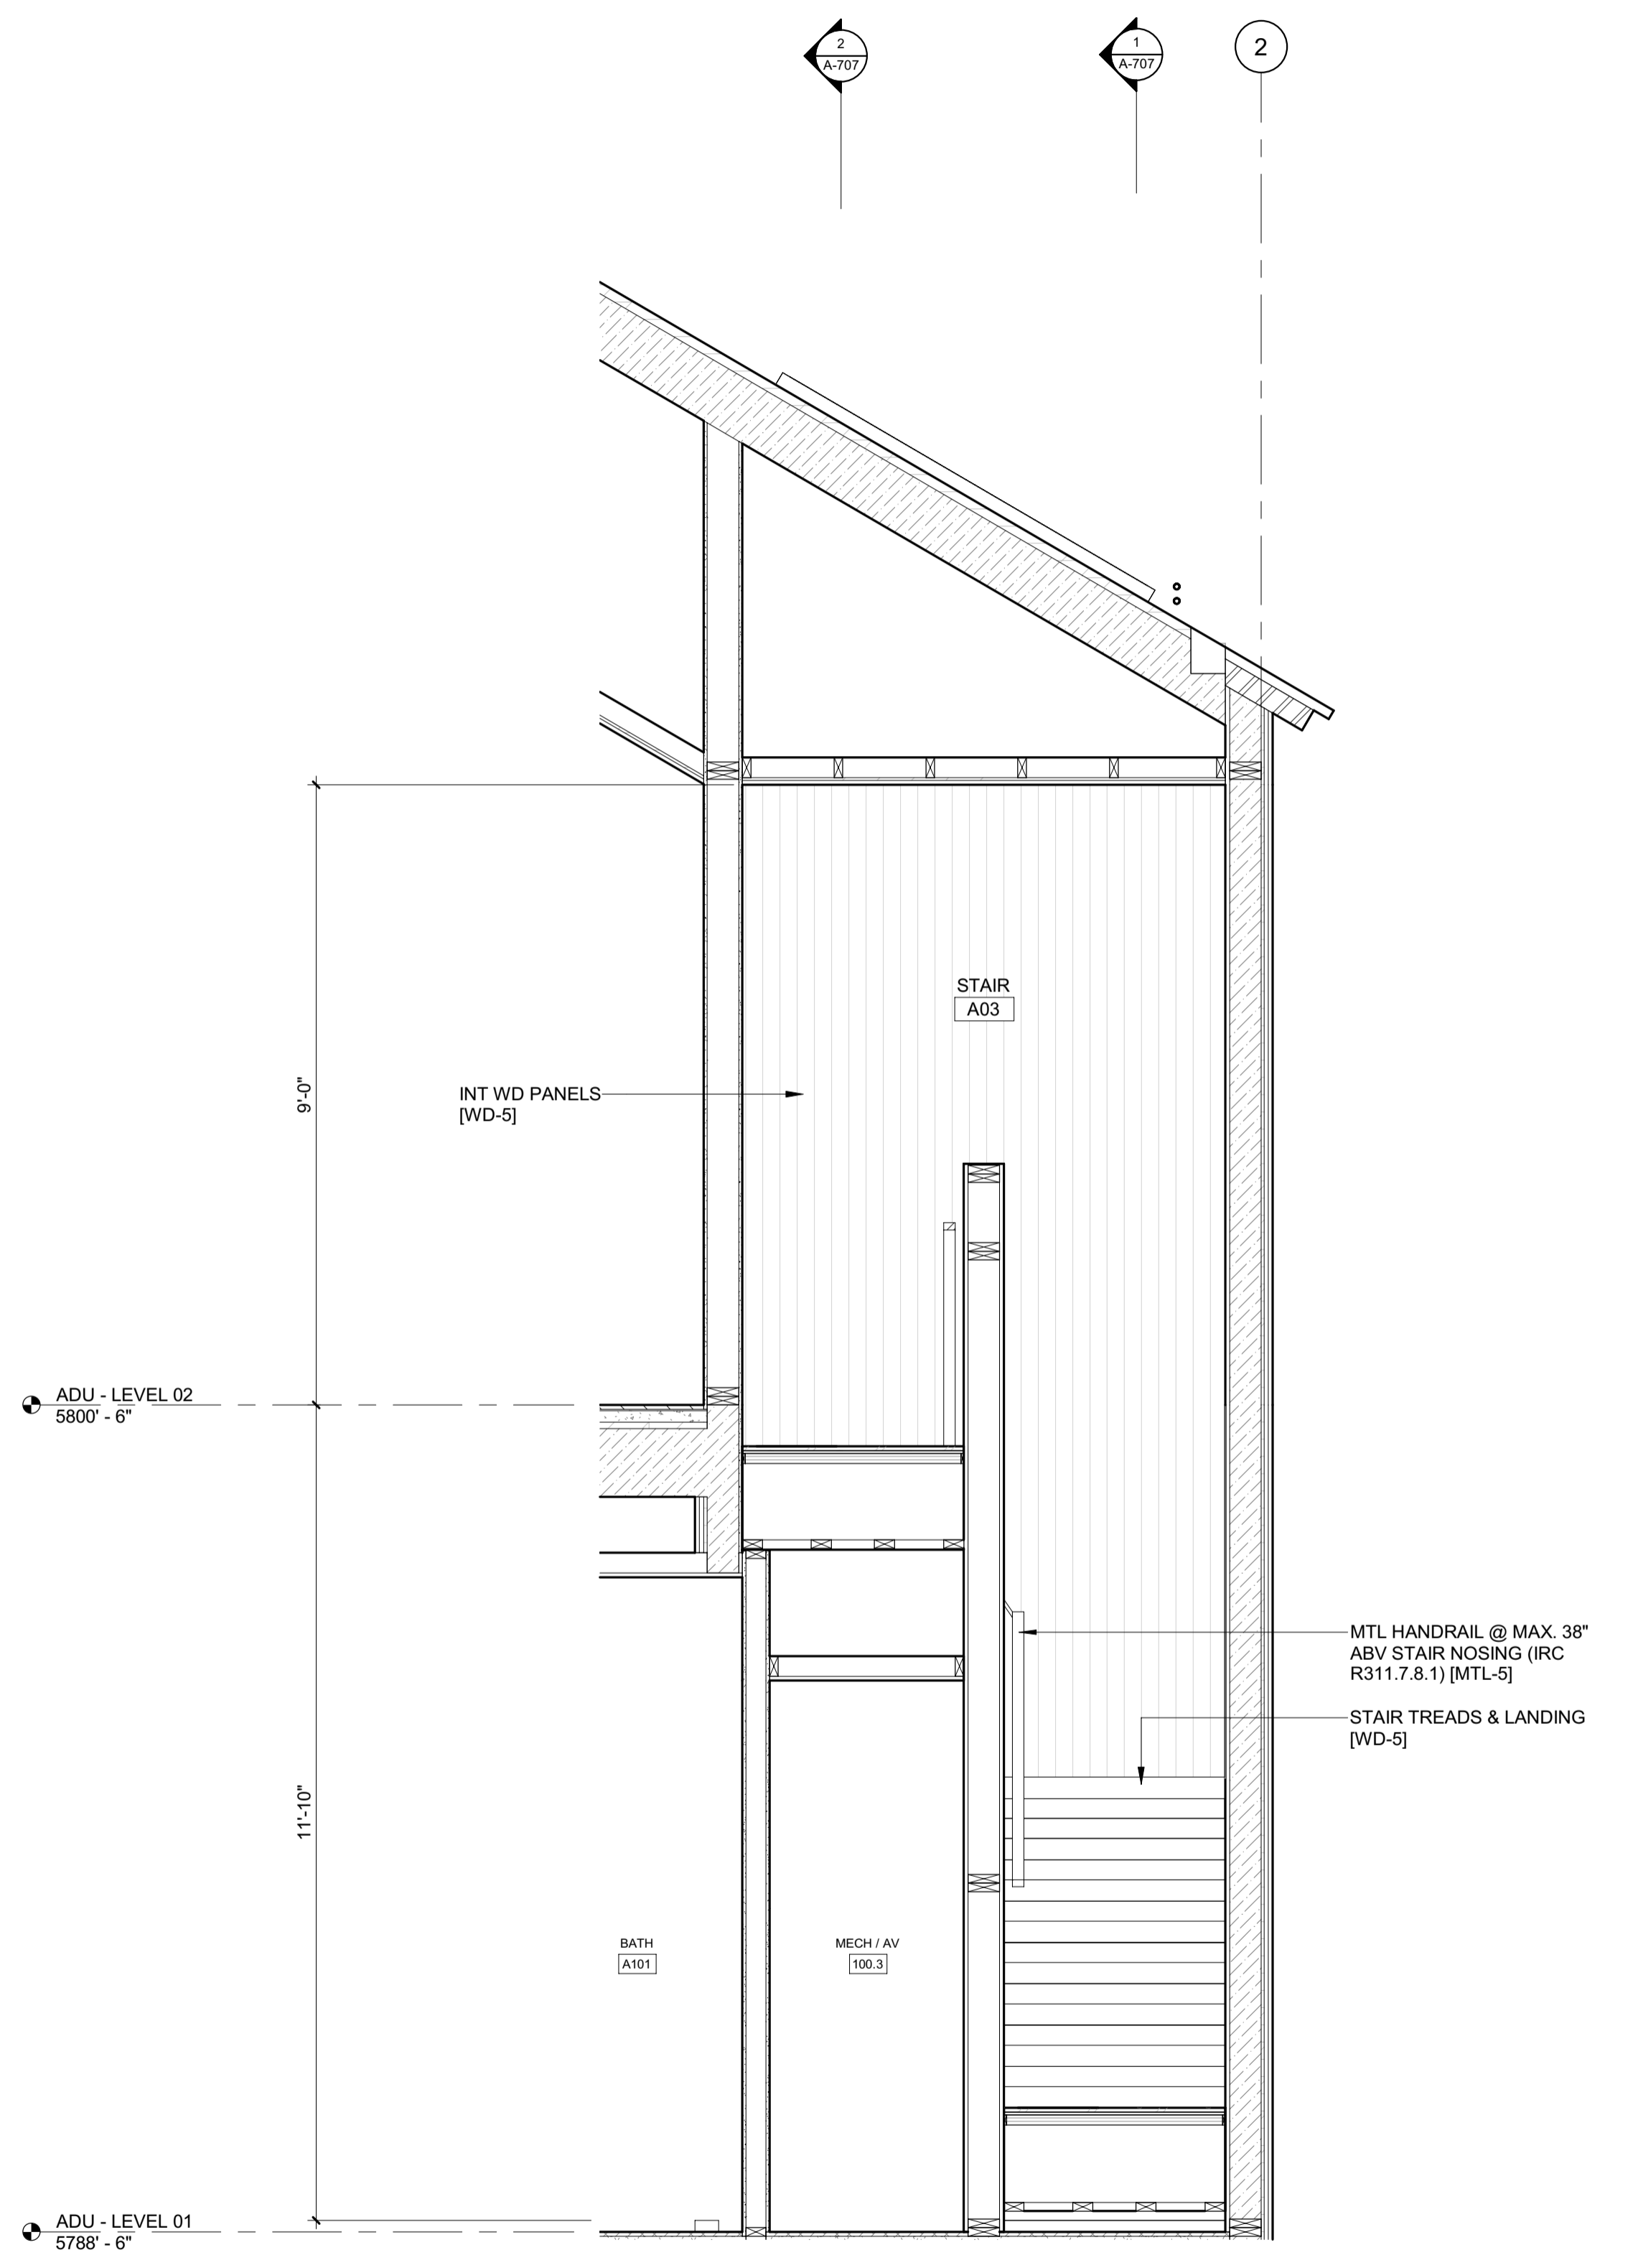 2
A-707
1
A-707
2
STAIR
A03
INT WD PANELS
[WD-5]
9'-0"
ADU - LEVEL 02
5800' - 6"
MTL HANDRAIL @ MAX. 38"
ABV STAIR NOSING (IRC
R311.7.8.1) [MTL-5]
STAIR TREADS & LANDING
[WD-5]
11'-10"
BATH
A101
MECH / AV
100.3
ADU - LEVEL 01
5788' - 6"